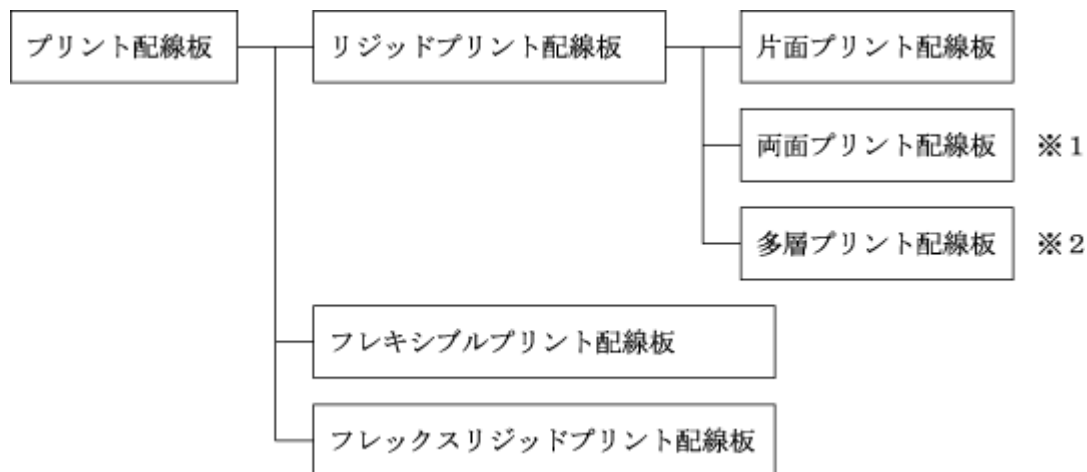 プリント配線板
リジッドプリント配線板
片面プリント配線板
両面プリント配線板 ※1
多層プリント配線板 ※2
フレキシブルプリント配線板
フレックスリジッドプリント配線板